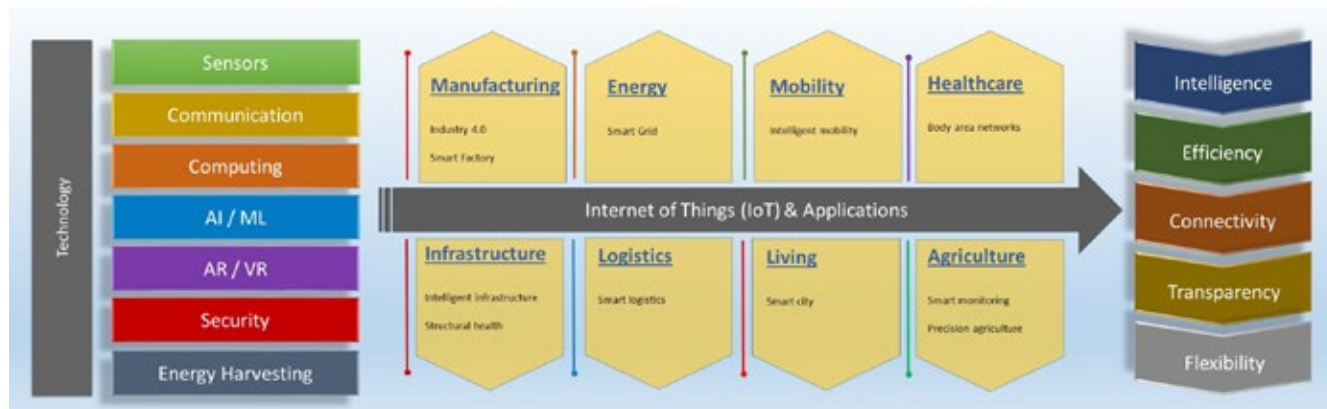 Technology
Sensors
Communication
Computing
AI / ML
AR / VR
Security
Energy Harvesting
Manufacturing
Industry 4.0
Smart Factory
Energy
Smart Grid
Mobility
Intelligent mobility
Healthcare
Body area networks
Internet of Things (IoT) & Applications
Infrastructure
Intelligent infrastructure
Structural health
Logistics
Smart logistics
Living
Smart city
Agriculture
Smart monitoring
Precision agriculture
Intelligence
Efficiency
Connectivity
Transparency
Flexibility